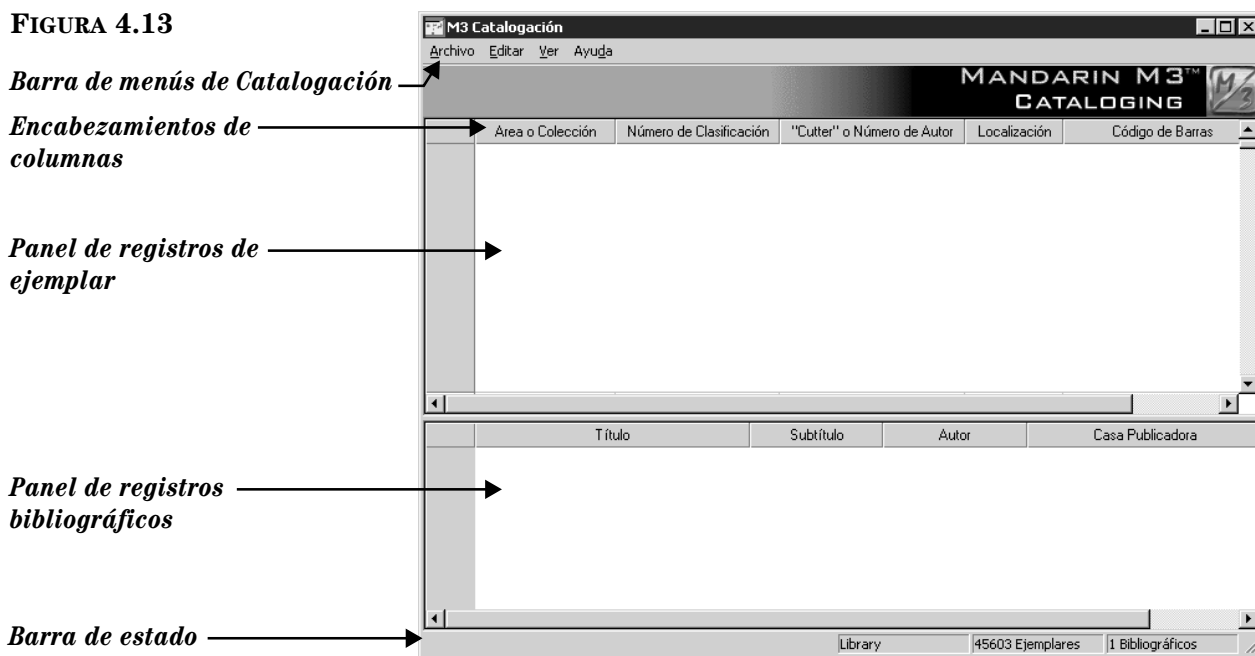 FIGURA 4.13
M3 Catalogación
Archivo Editar Ver Ayuda
Barra de menús de Catalogación
MANDARIN M3™
CATALOGING
M/3
Encabezamientos de
columnas
Area o Colección Número de Clasificación "Cutter" o Número de Autor Localización Código de Barras
Panel de registros de
ejemplar
Título Subtítulo Autor Casa Publicadora
Panel de registros
bibliográficos
Barra de estado
Library 45603 Ejemplares 1 Bibliográficos